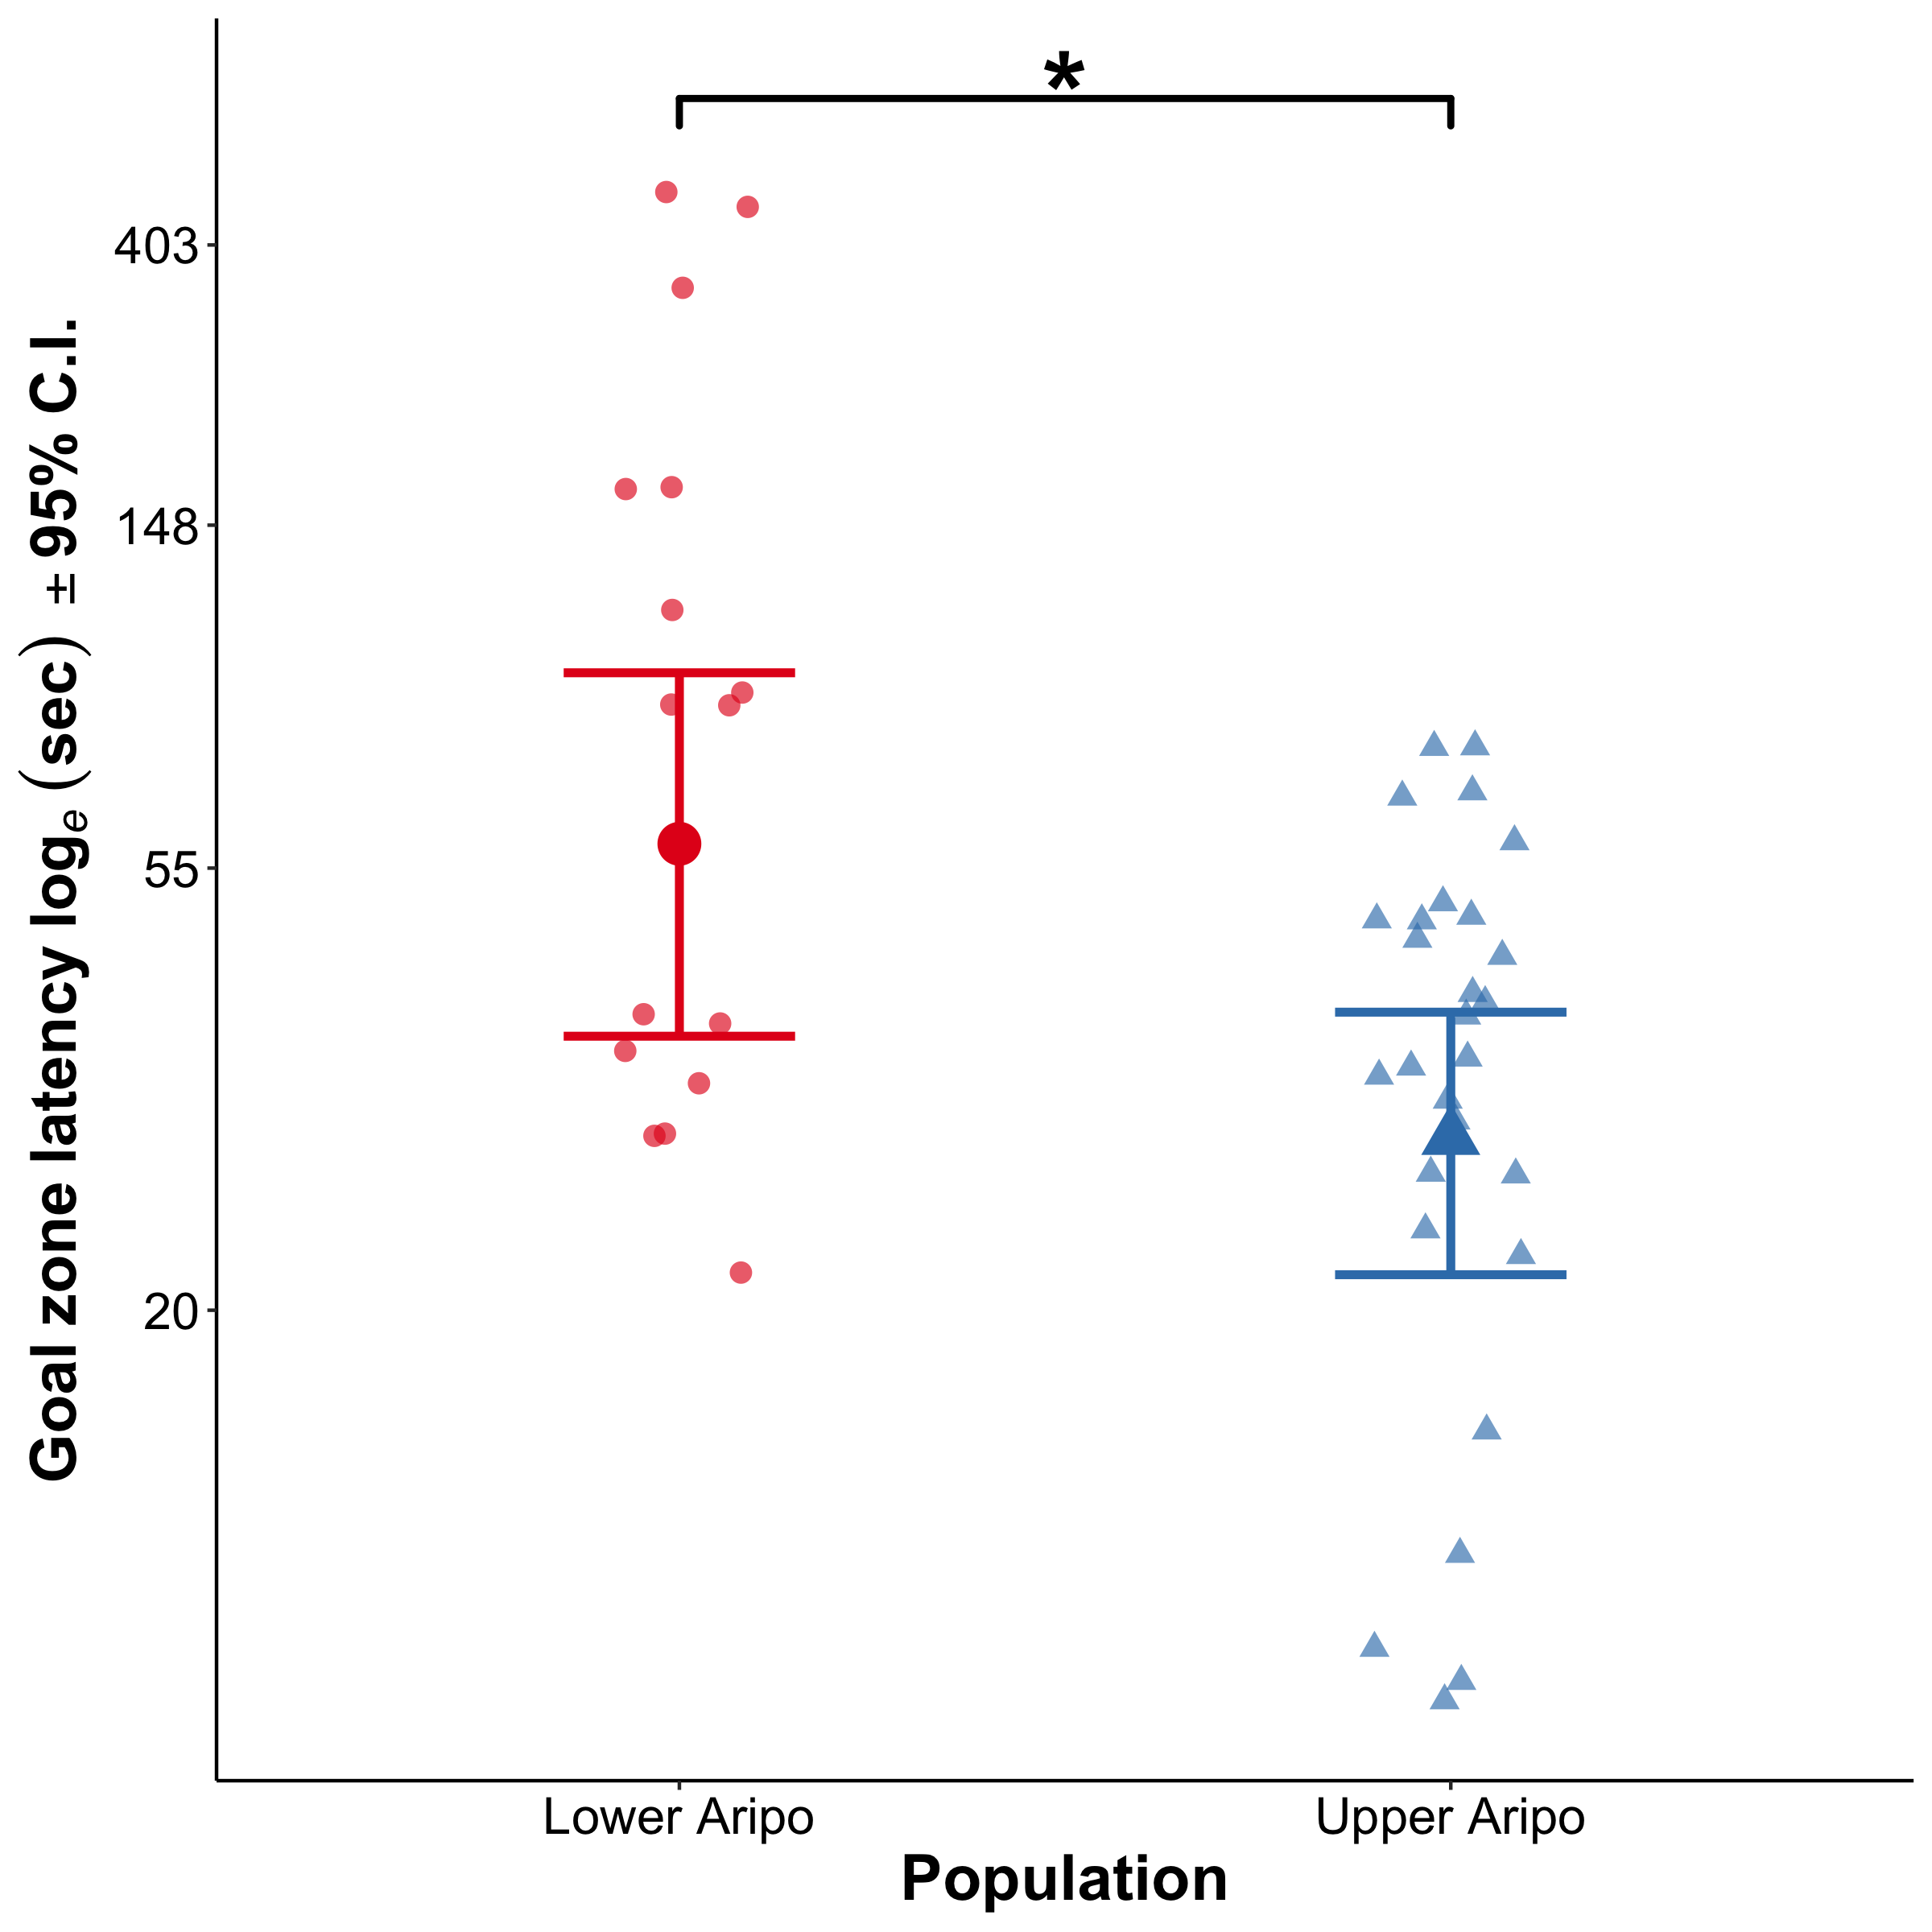 *
403
148
55
20
Goal zone latency logₑ (sec) ± 95% C.I.
Lower Aripo
Upper Aripo
Population